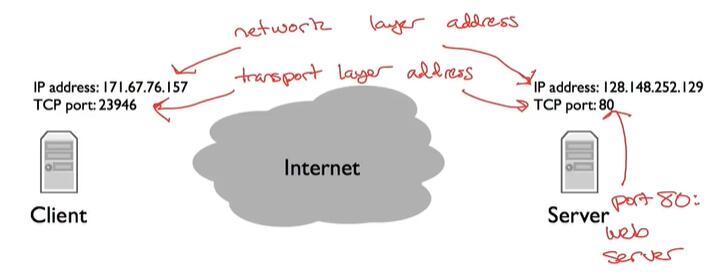 network layer address
IP address: 171.67.76.157
transport layer address
IP address: 128.148.252.129
TCP port: 23946
TCP port: 80
Internet
Client
Server
port 80:
web
server